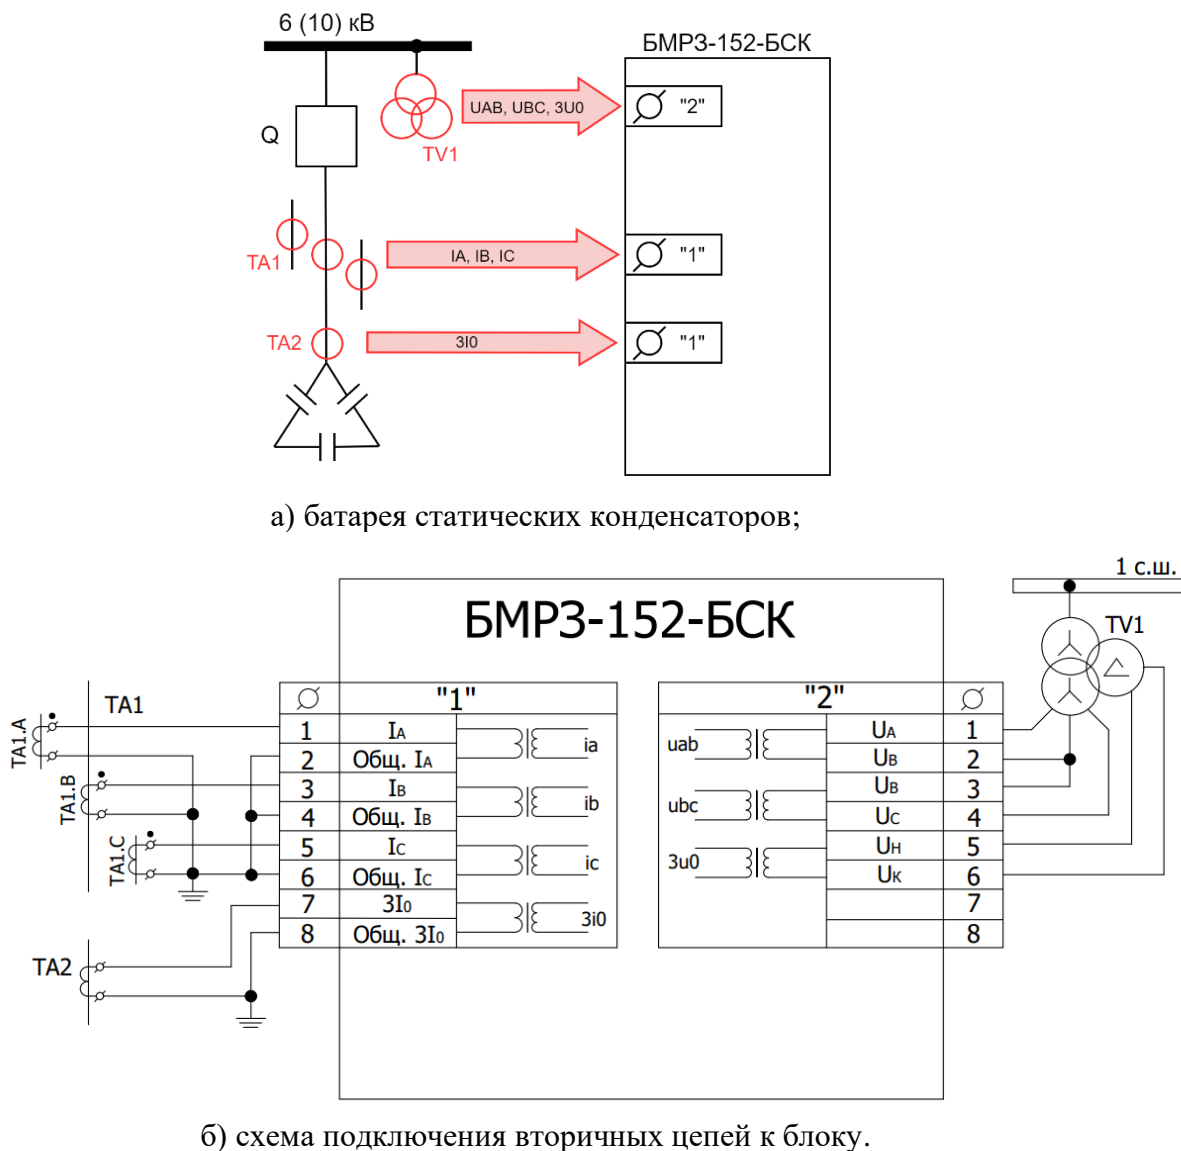 6 (10) кВ
БМРЗ-152-БСК
UAB, UBC, 3U0
"2"
Q
TV1
TA1
IA, IB, IC
"1"
TA2
3I0
"1"
а) батарея статических конденсаторов;
1 с.ш.
БМРЗ-152-БСК
TV1
TA1
"1"
"2"
TA1.A
1
IA
ia
uab
UA
1
2
Общ. IA
UB
2
TA1.B
3
IB
ib
ubc
UB
3
4
Общ. IB
UC
4
TA1.C
5
IC
ic
3u0
UН
5
6
Общ. IC
UК
6
7
3I0
3i0
7
8
Общ. 3I0
8
TA2
б) схема подключения вторичных цепей к блоку.